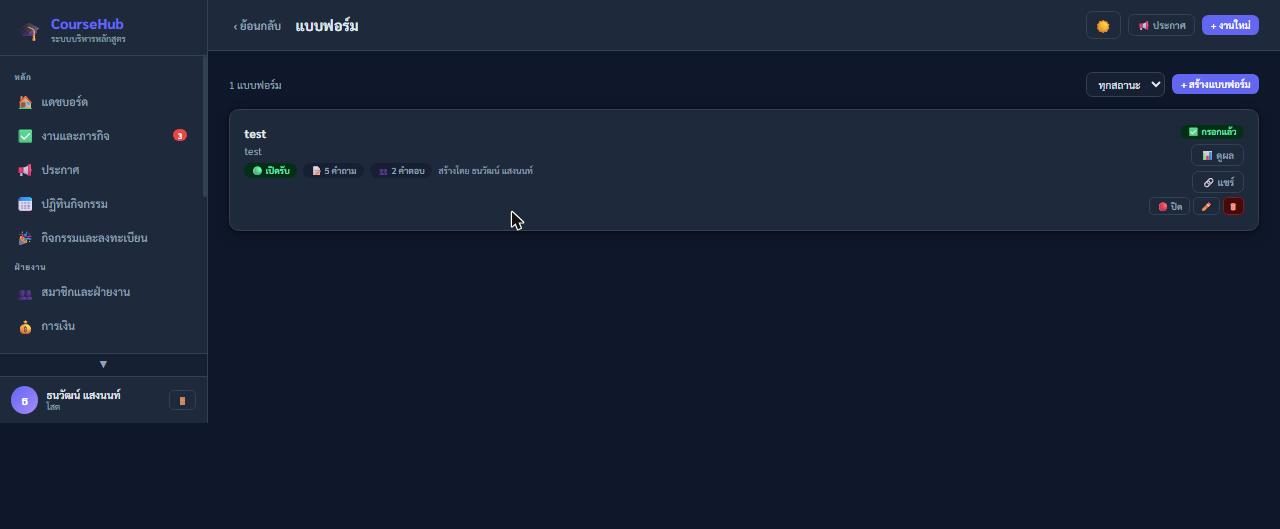 CourseHub
ระบบบริหารหลักสูตร
‹ ย้อนกลับ
แบบฟอร์ม
ประกาศ
+ งานใหม่
หลัก
แดชบอร์ด
งานและภารกิจ
3
ประกาศ
ปฏิทินกิจกรรม
กิจกรรมและลงทะเบียน
ฝ่ายงาน
สมาชิกและฝ่ายงาน
การเงิน
▼
ธ
ธนวัฒน์ แสงนนท์
โสต
1 แบบฟอร์ม
ทุกสถานะ
+ สร้างแบบฟอร์ม
test
test
เปิดรับ
5 คำถาม
2 คำตอบ
สร้างโดย ธนวัฒน์ แสงนนท์
กรอกแล้ว
ดูผล
แชร์
ปิด